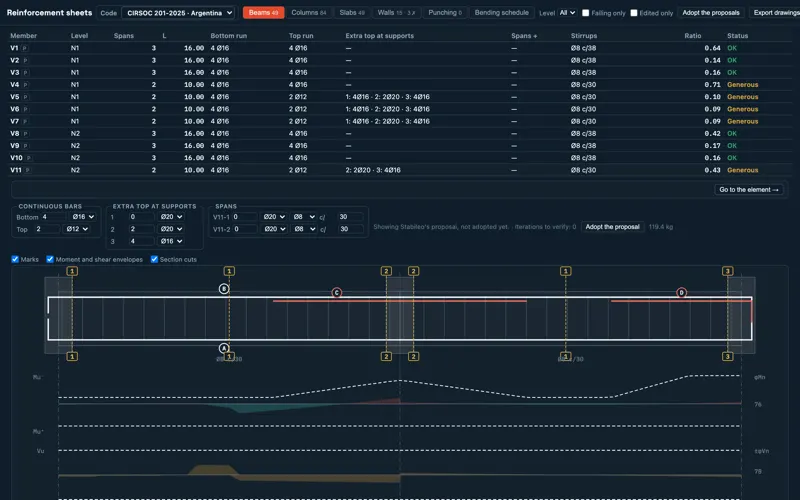 Reinforcement sheets Code CIRSOC 201-2025 · Argentina Beams 45 Columns 84 Slabs 49 Walls 15 · 3 ✗ Punching 0 Bending schedule Level All Failing only Edited only Adopt the proposals Export drawings
Member Level Spans L Bottom run Top run Extra top at supports Spans + Stirrups Ratio Status
V1 P N1 3 16.00 4 Ø16 4 Ø16 — — Ø8 c/38 0.64 OK
V2 P N1 3 16.00 4 Ø16 4 Ø16 — — Ø8 c/38 0.14 OK
V3 P N1 3 16.00 4 Ø16 4 Ø16 — — Ø8 c/38 0.16 OK
V4 P N1 2 10.00 4 Ø16 4 Ø16 — — Ø8 c/30 0.71 Generous
V5 P N1 2 10.00 4 Ø16 2 Ø12 1: 4Ø16 · 2: 2Ø20 · 3: 4Ø16 — Ø8 c/30 0.10 Generous
V6 P N1 2 10.00 4 Ø16 2 Ø12 1: 4Ø16 · 2: 2Ø20 · 3: 4Ø16 — Ø8 c/30 0.09 Generous
V7 P N1 2 10.00 4 Ø16 2 Ø12 1: 4Ø16 · 2: 2Ø20 · 3: 4Ø16 — Ø8 c/30 0.09 Generous
V8 P N2 3 16.00 4 Ø16 4 Ø16 — — Ø8 c/38 0.42 OK
V9 P N2 3 16.00 4 Ø16 4 Ø16 — — Ø8 c/38 0.17 OK
V10 P N2 3 16.00 4 Ø16 4 Ø16 — — Ø8 c/38 0.16 OK
V11 P N2 2 10.00 4 Ø16 2 Ø12 2: 2Ø20 · 3: 4Ø16 — Ø8 c/30 0.43 Generous
Go to the element →
CONTINUOUS BARS EXTRA TOP AT SUPPORTS SPANS
Bottom 4 Ø16 1 0 Ø20 V11-1 0 Ø20 Ø8 c/ 30
Top 2 Ø12 2 2 Ø20 V11-2 0 Ø20 Ø8 c/ 30
3 4 Ø16
Showing Stabileo's proposal, not adopted yet. · Iterations to verify: 0 Adopt the proposal 119.4 kg
Marks Moment and shear envelopes Section cuts
1 1 2 2 1 3
B C D
A
1 1 2 2 1 3
Mu φMn
76
Mu⁻
Vu φVn
78